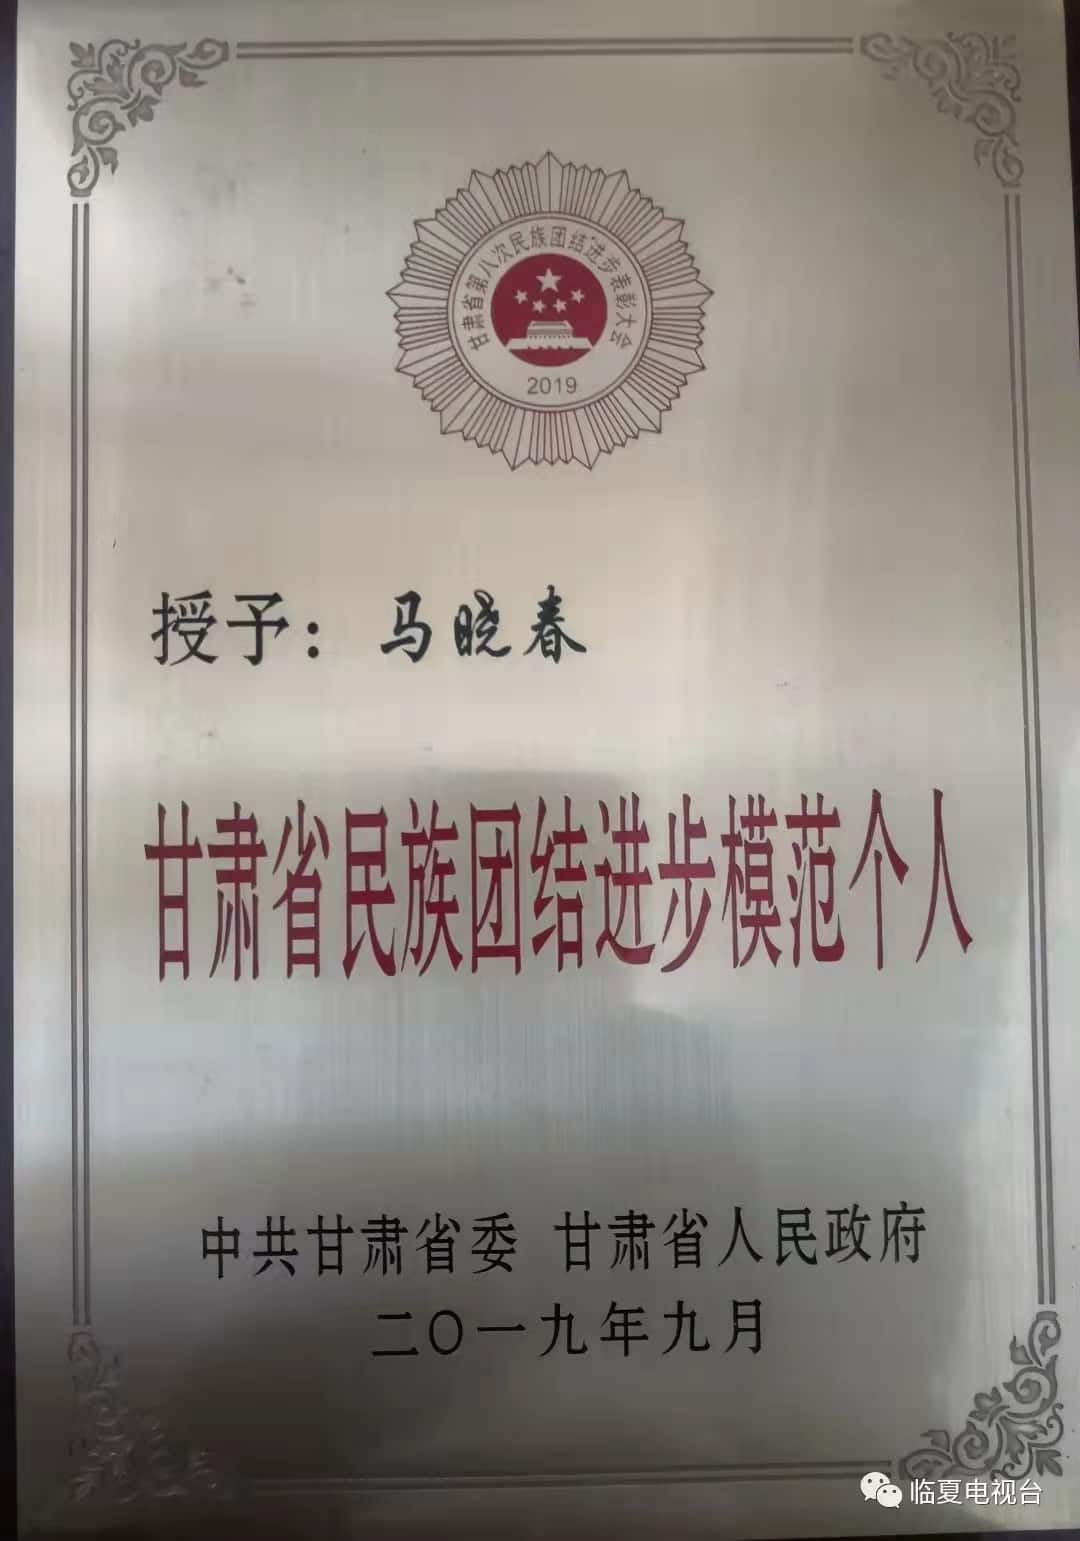 甘肃省第八次民族团结进步表彰大会
2019
授予：马晓春
甘肃省民族团结进步模范个人
中共甘肃省委 甘肃省人民政府
二〇一九年九月
临夏电视台